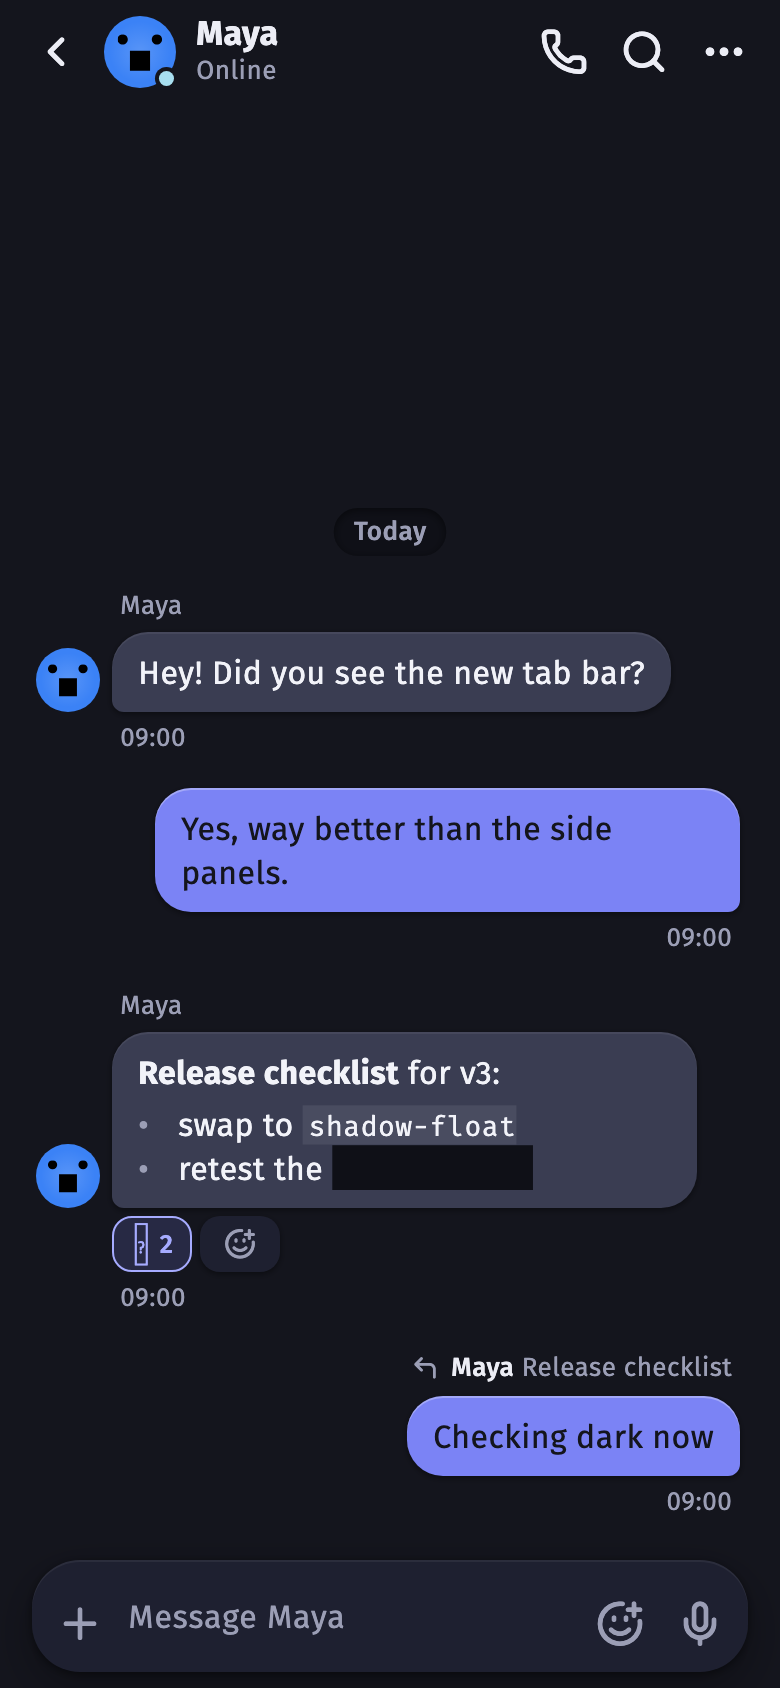 Maya
Online
Today
Maya
Hey! Did you see the new tab bar?
09:00
Yes, way better than the side
panels.
09:00
Maya
Release checklist for v3:
• swap to shadow-float
• retest the
2
09:00
Maya Release checklist
Checking dark now
09:00
Message Maya